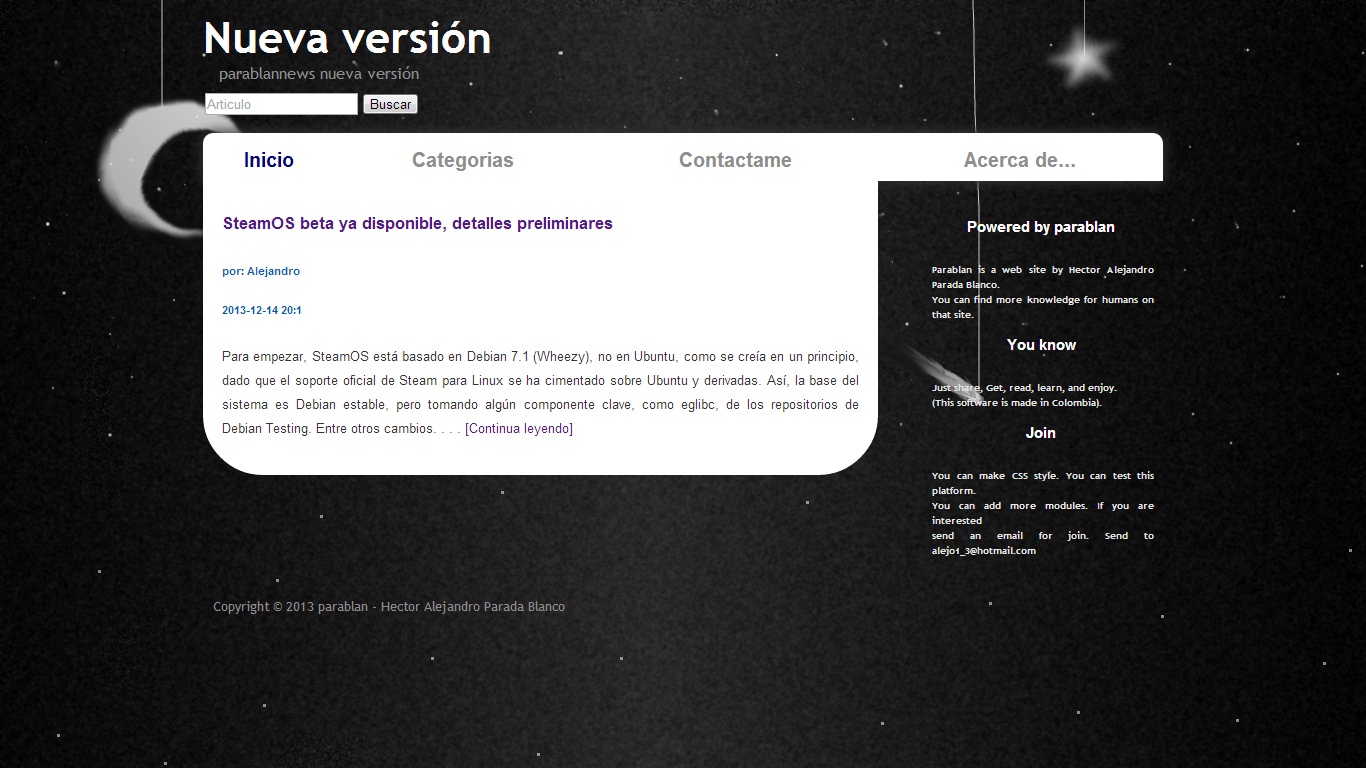 Nueva versión
parablannews nueva versión
Articulo Buscar
Inicio Categorias Contactame Acerca de...
SteamOS beta ya disponible, detalles preliminares
por: Alejandro
2013-12-14 20:1
Para empezar, SteamOS está basado en Debian 7.1 (Wheezy), no en Ubuntu, como se creía en un principio,
dado que el soporte oficial de Steam para Linux se ha cimentado sobre Ubuntu y derivadas. Así, la base del
sistema es Debian estable, pero tomando algún componente clave, como eglibc, de los repositorios de
Debian Testing. Entre otros cambios. . . . [Continua leyendo]
Powered by parablan
Parablan is a web site by Hector Alejandro
Parada Blanco.
You can find more knowledge for humans on
that site.
You know
Just share, Get, read, learn, and enjoy.
(This software is made in Colombia).
Join
You can make CSS style. You can test this
platform.
You can add more modules. If you are
interested
send an email for join. Send to
alejo1_3@hotmail.com
Copyright © 2013 parablan - Hector Alejandro Parada Blanco